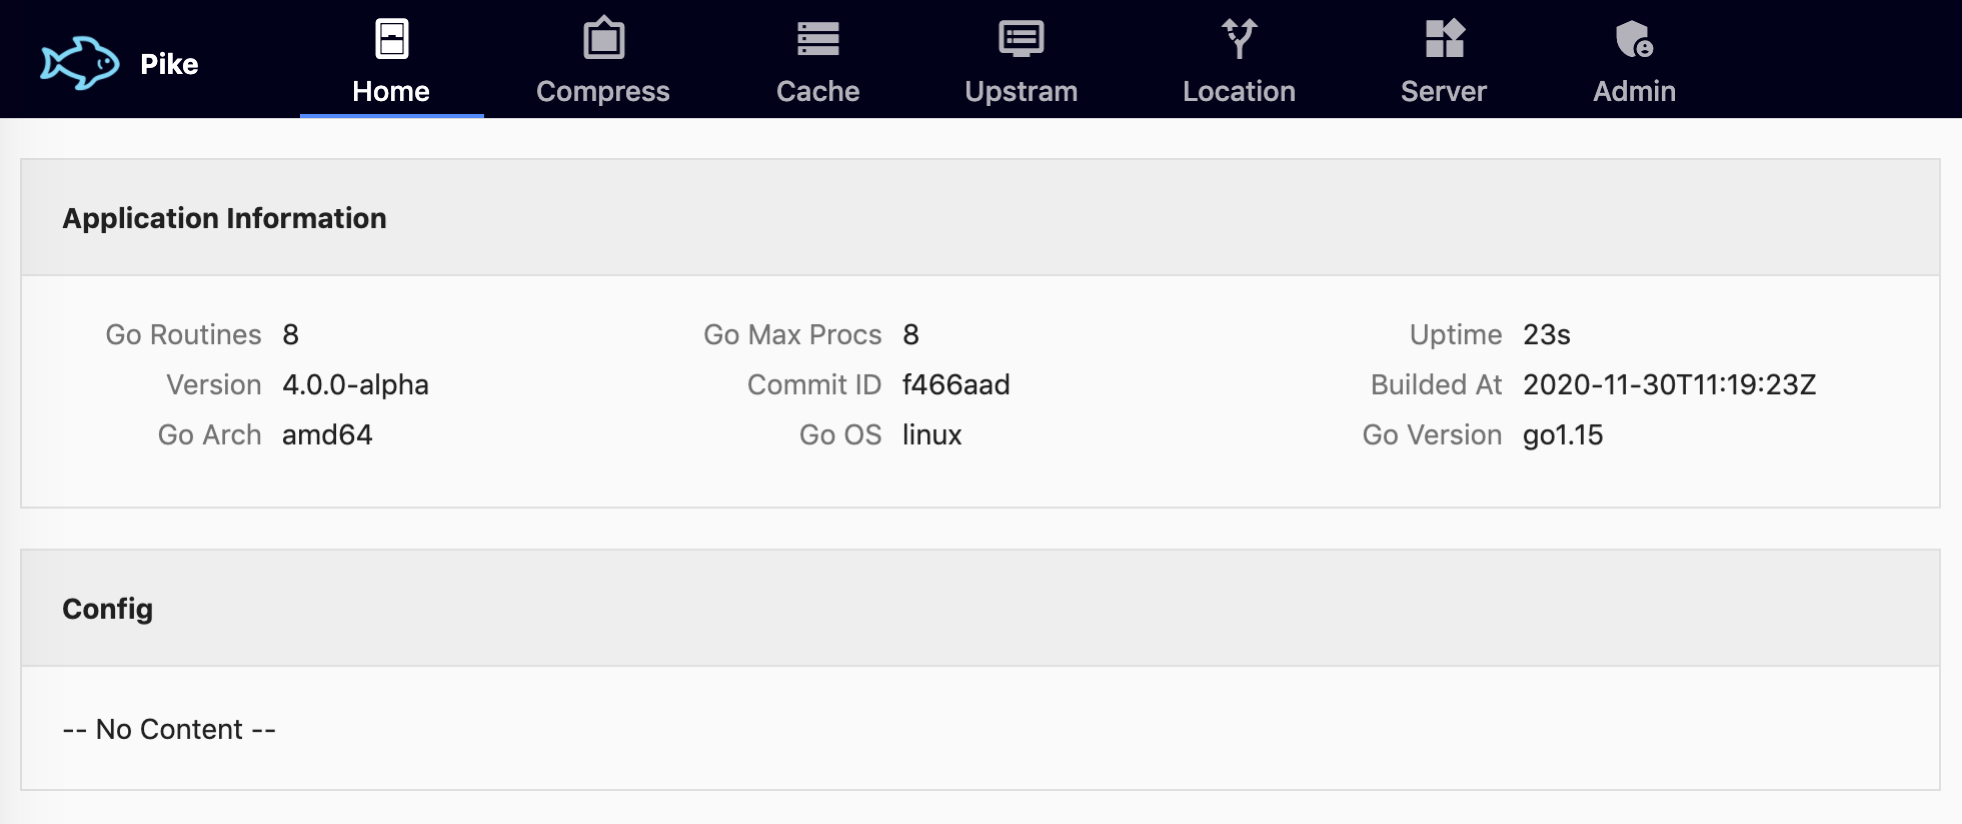 Pike
Home Compress Cache Upstram Location Server Admin
Application Information
Go Routines 8 Go Max Procs 8 Uptime 23s
Version 4.0.0-alpha Commit ID f466aad Builded At 2020-11-30T11:19:23Z
Go Arch amd64 Go OS linux Go Version go1.15
Config
-- No Content --